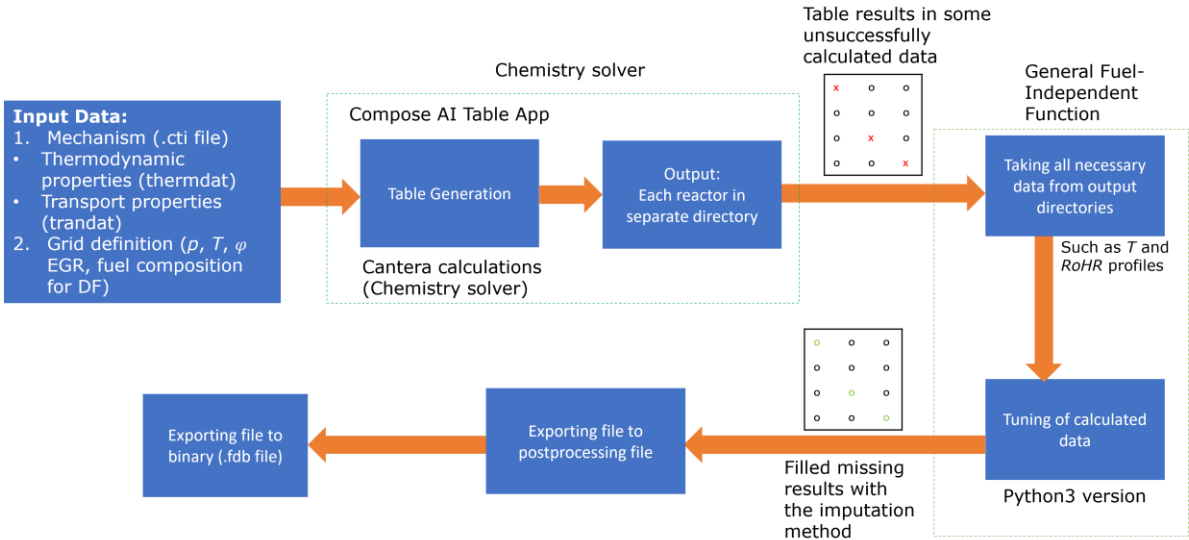 Table results in some
unsuccessfully
calculated data
x o o
o o o
o x o
o o x
Chemistry solver
General Fuel-
Independent
Function
Input Data:
1. Mechanism (.cti file)
• Thermodynamic
properties (thermdat)
• Transport properties
(trandat)
2. Grid definition (p, T, φ
EGR, fuel composition
for DF)
Compose AI Table App
Table Generation
Output:
Each reactor in
separate directory
Cantera calculations
(Chemistry solver)
Taking all necessary
data from output
directories
Such as T and
RoHR profiles
Tuning of calculated
data
Python3 version
o o o
o o o
o o o
o o o
Filled missing
results with
the imputation
method
Exporting file to
postprocessing file
Exporting file to
binary (.fdb file)